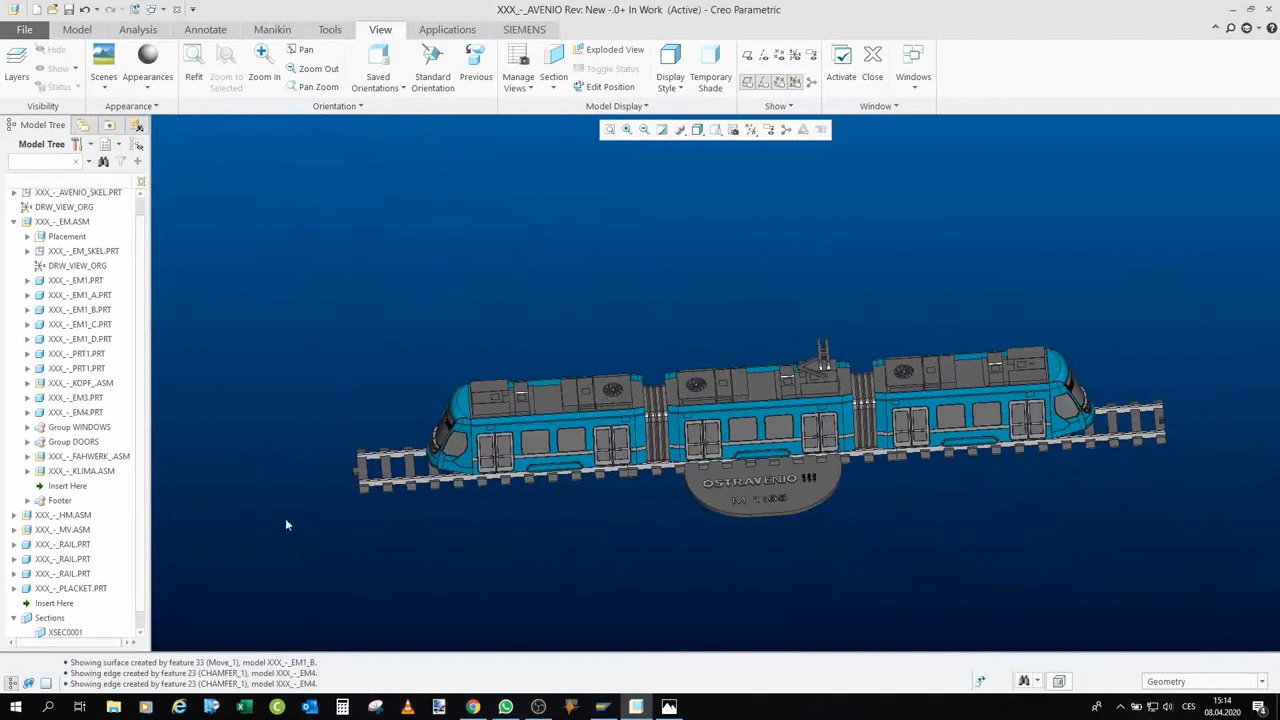 XXX_-_AVENIO Rev: New -.0+ In Work (Active) - Creo Parametric
File Model Analysis Annotate Manikin Tools View Applications SIEMENS
Layers
Hide
Show
Status
Visibility
Scenes
Appearances
Appearance
Refit
Zoom to Selected
Zoom In
Pan
Zoom Out
Pan Zoom
Saved Orientations
Standard Orientation
Previous
Orientation
Manage Views
Section
Exploded View
Toggle Status
Edit Position
Display Style
Temporary Shade
Model Display
Show
Activate
Close
Windows
Window
Model Tree
Model Tree
XXX_-_AVENIO_SKEL.PRT
DRW_VIEW_ORG
XXX_-_EM.ASM
Placement
XXX_-_EM_SKEL.PRT
DRW_VIEW_ORG
XXX_-_EM1.PRT
XXX_-_EM1_A.PRT
XXX_-_EM1_B.PRT
XXX_-_EM1_C.PRT
XXX_-_EM1_D.PRT
XXX_-_PRT1.PRT
XXX_-_PRT1.PRT
XXX_-_KOPF_.ASM
XXX_-_EM3.PRT
XXX_-_EM4.PRT
Group WINDOWS
Group DOORS
XXX_-_FAHWERK_.ASM
XXX_-_KLIMA.ASM
Insert Here
Footer
XXX_-_HM.ASM
XXX_-_MV.ASM
XXX_-_RAIL.PRT
XXX_-_RAIL.PRT
XXX_-_RAIL.PRT
XXX_-_PLACKET.PRT
Insert Here
Sections
XSEC0001
OSTRAVENIO III
M 1:65
• Showing surface created by feature 33 (Move_1), model XXX_-_EM1_B.
• Showing edge created by feature 23 (CHAMFER_1), model XXX_-_EM4.
• Showing edge created by feature 23 (CHAMFER_1), model XXX_-_EM4.
Geometry
CES
15:14
08.04.2020